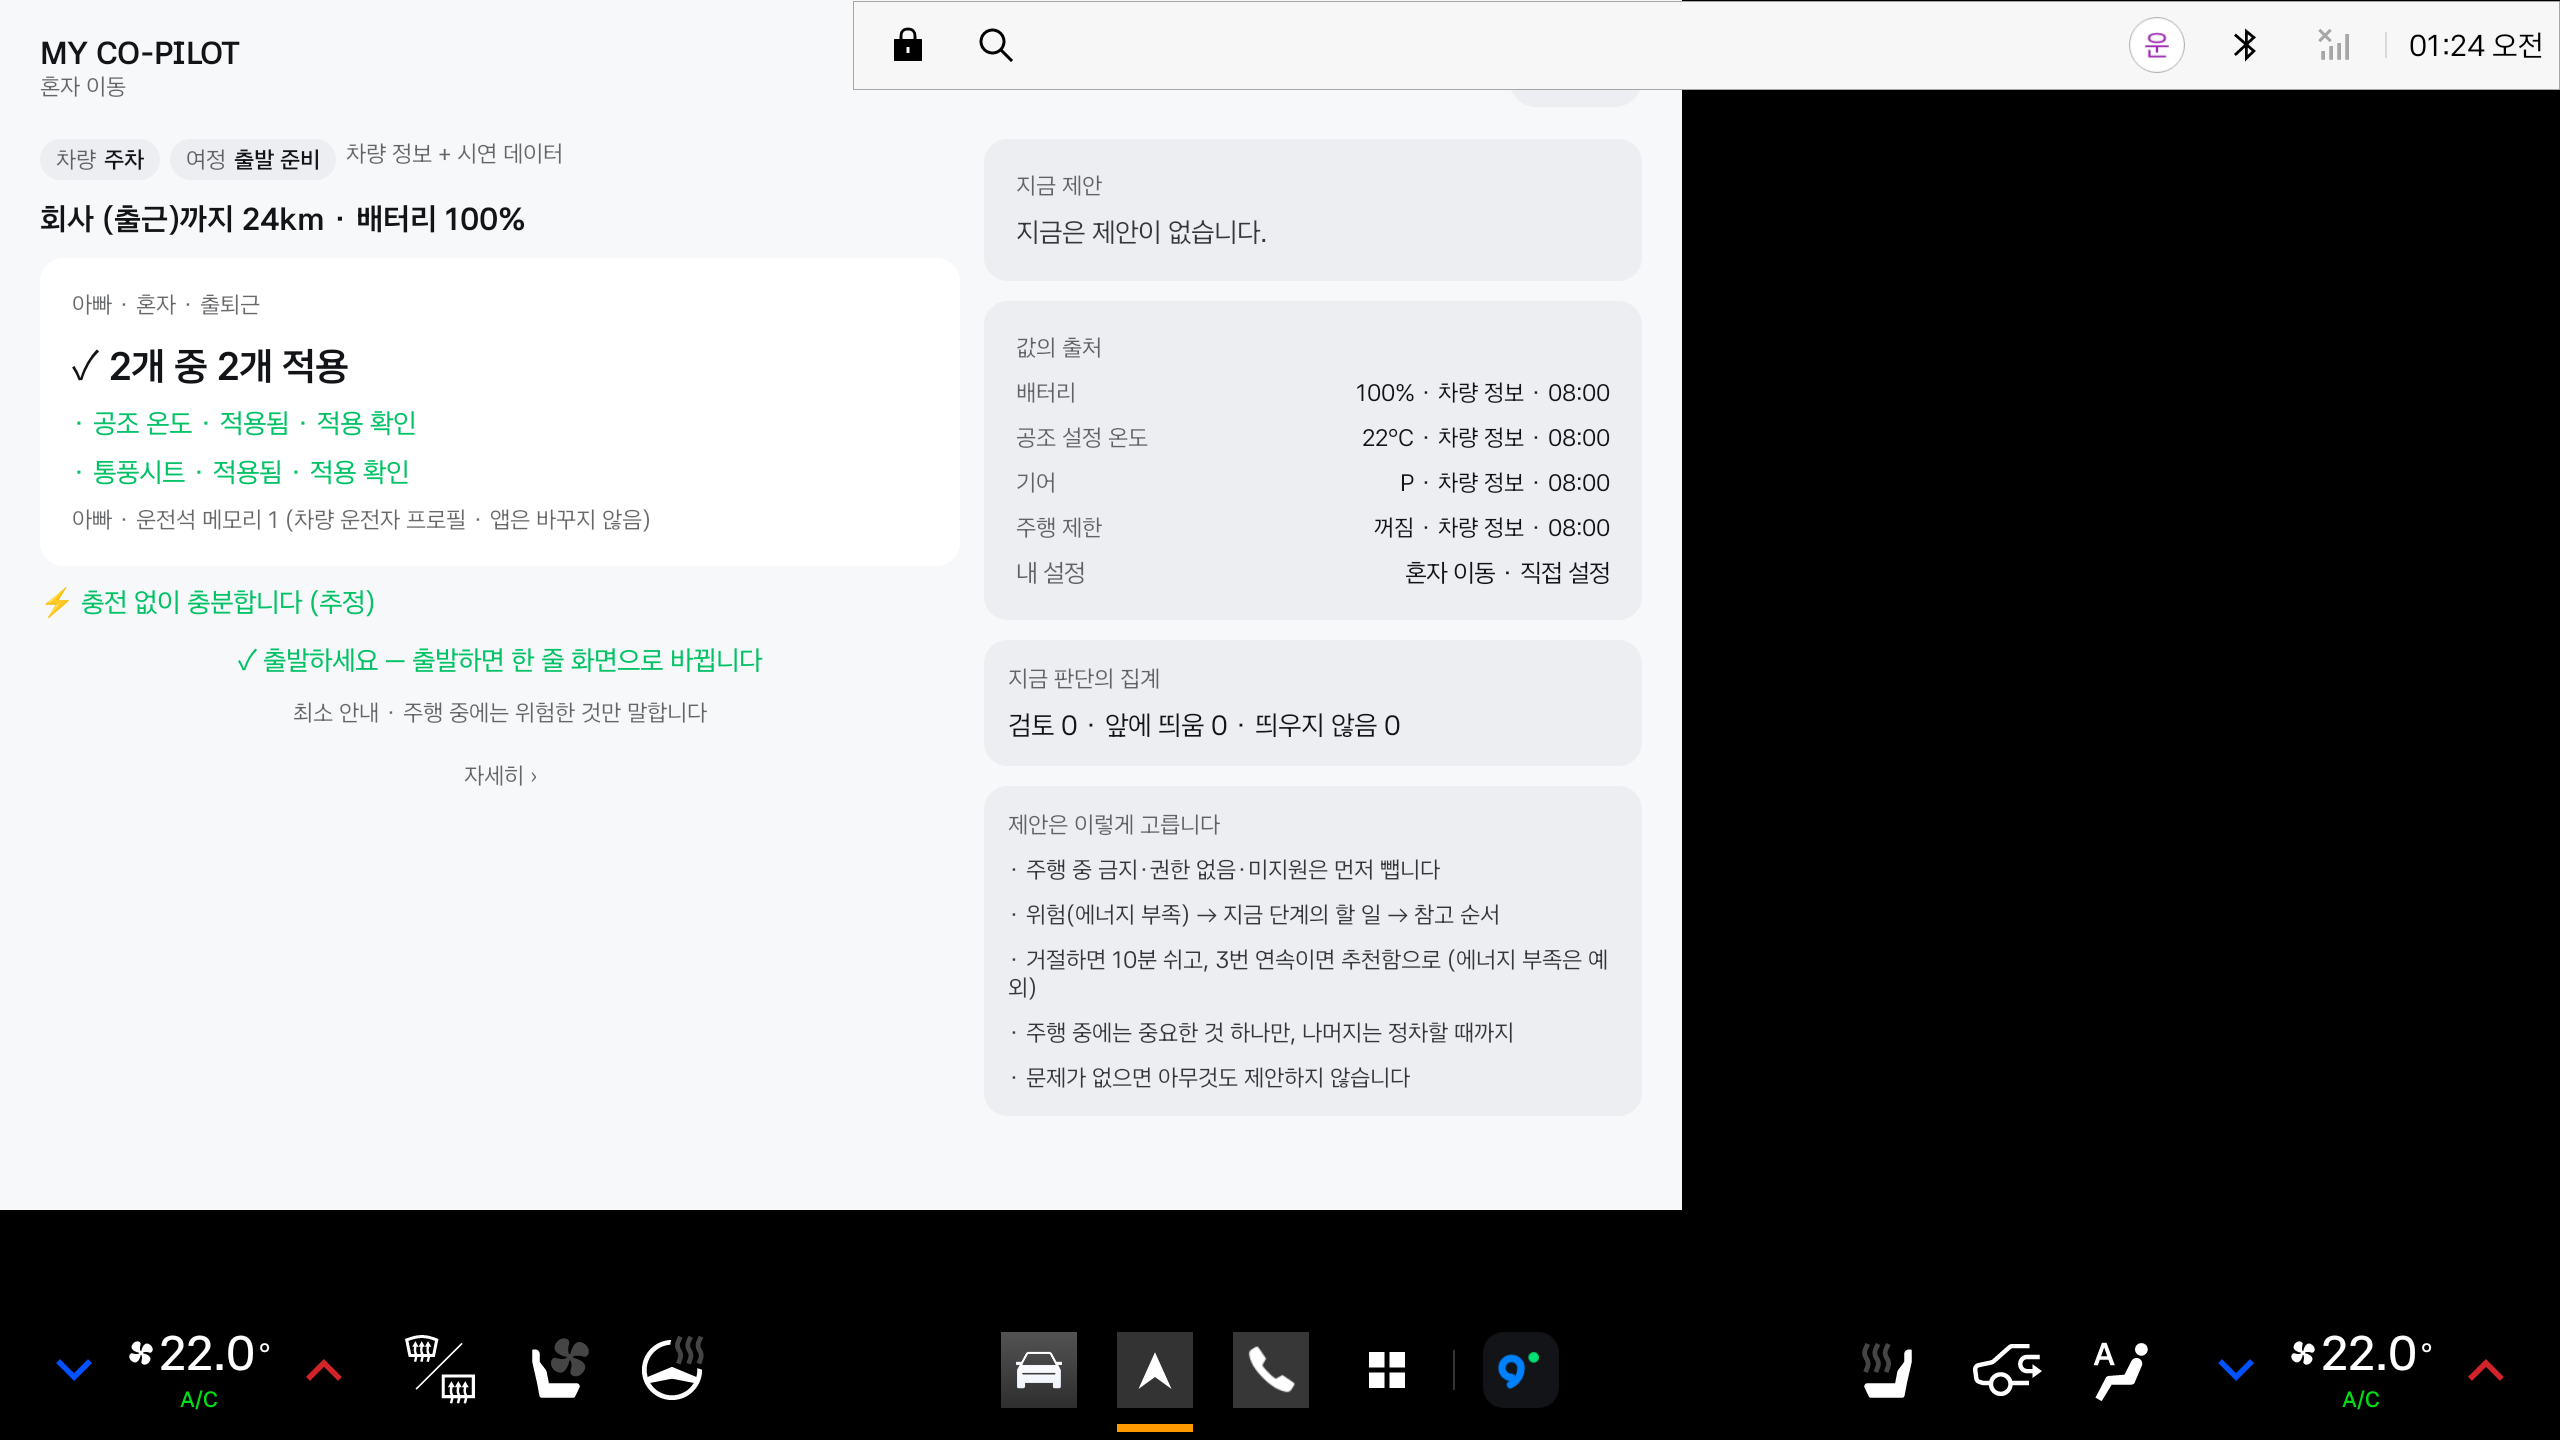 MY CO-PILOT
혼자 이동
운
01:24 오전
차량 주차
여정 출발 준비
차량 정보 + 시연 데이터
회사 (출근)까지 24km · 배터리 100%
아빠 · 혼자 · 출퇴근
✓ 2개 중 2개 적용
· 공조 온도 · 적용됨 · 적용 확인
· 통풍시트 · 적용됨 · 적용 확인
아빠 · 운전석 메모리 1 (차량 운전자 프로필 · 앱은 바꾸지 않음)
⚡ 충전 없이 충분합니다 (추정)
✓ 출발하세요 — 출발하면 한 줄 화면으로 바뀝니다
최소 안내 · 주행 중에는 위험한 것만 말합니다
자세히 ›
지금 제안
지금은 제안이 없습니다.
값의 출처
배터리 100% · 차량 정보 · 08:00
공조 설정 온도 22°C · 차량 정보 · 08:00
기어 P · 차량 정보 · 08:00
주행 제한 꺼짐 · 차량 정보 · 08:00
내 설정 혼자 이동 · 직접 설정
지금 판단의 집계
검토 0 · 앞에 띄움 0 · 띄우지 않음 0
제안은 이렇게 고릅니다
· 주행 중 금지·권한 없음·미지원은 먼저 뺍니다
· 위험(에너지 부족) → 지금 단계의 할 일 → 참고 순서
· 거절하면 10분 쉬고, 3번 연속이면 추천함으로 (에너지 부족은 예
외)
· 주행 중에는 중요한 것 하나만, 나머지는 정차할 때까지
· 문제가 없으면 아무것도 제안하지 않습니다
22.0°
A/C
A
22.0°
A/C